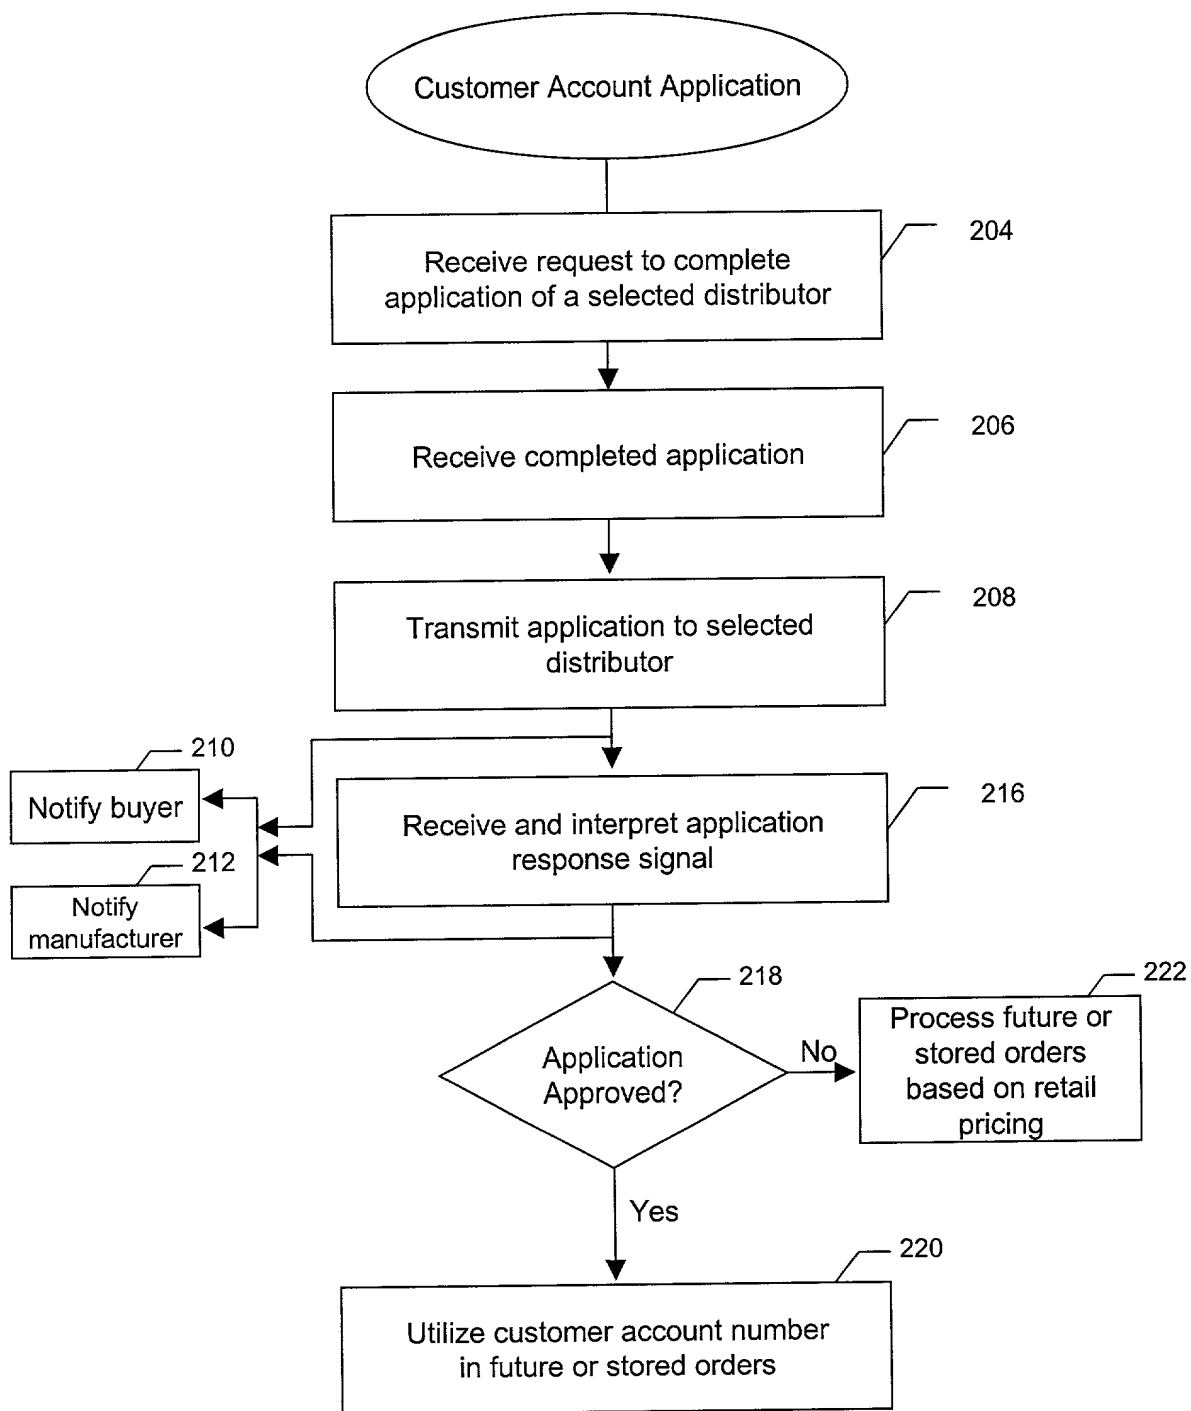 Customer Account Application
204
Receive request to complete
application of a selected distributor
206
Receive completed application
208
Transmit application to selected
distributor
210
Notify buyer
216
Receive and interpret application
response signal
212
Notify
manufacturer
218
Application
Approved?
No
222
Process future or
stored orders
based on retail
pricing
Yes
220
Utilize customer account number
in future or stored orders